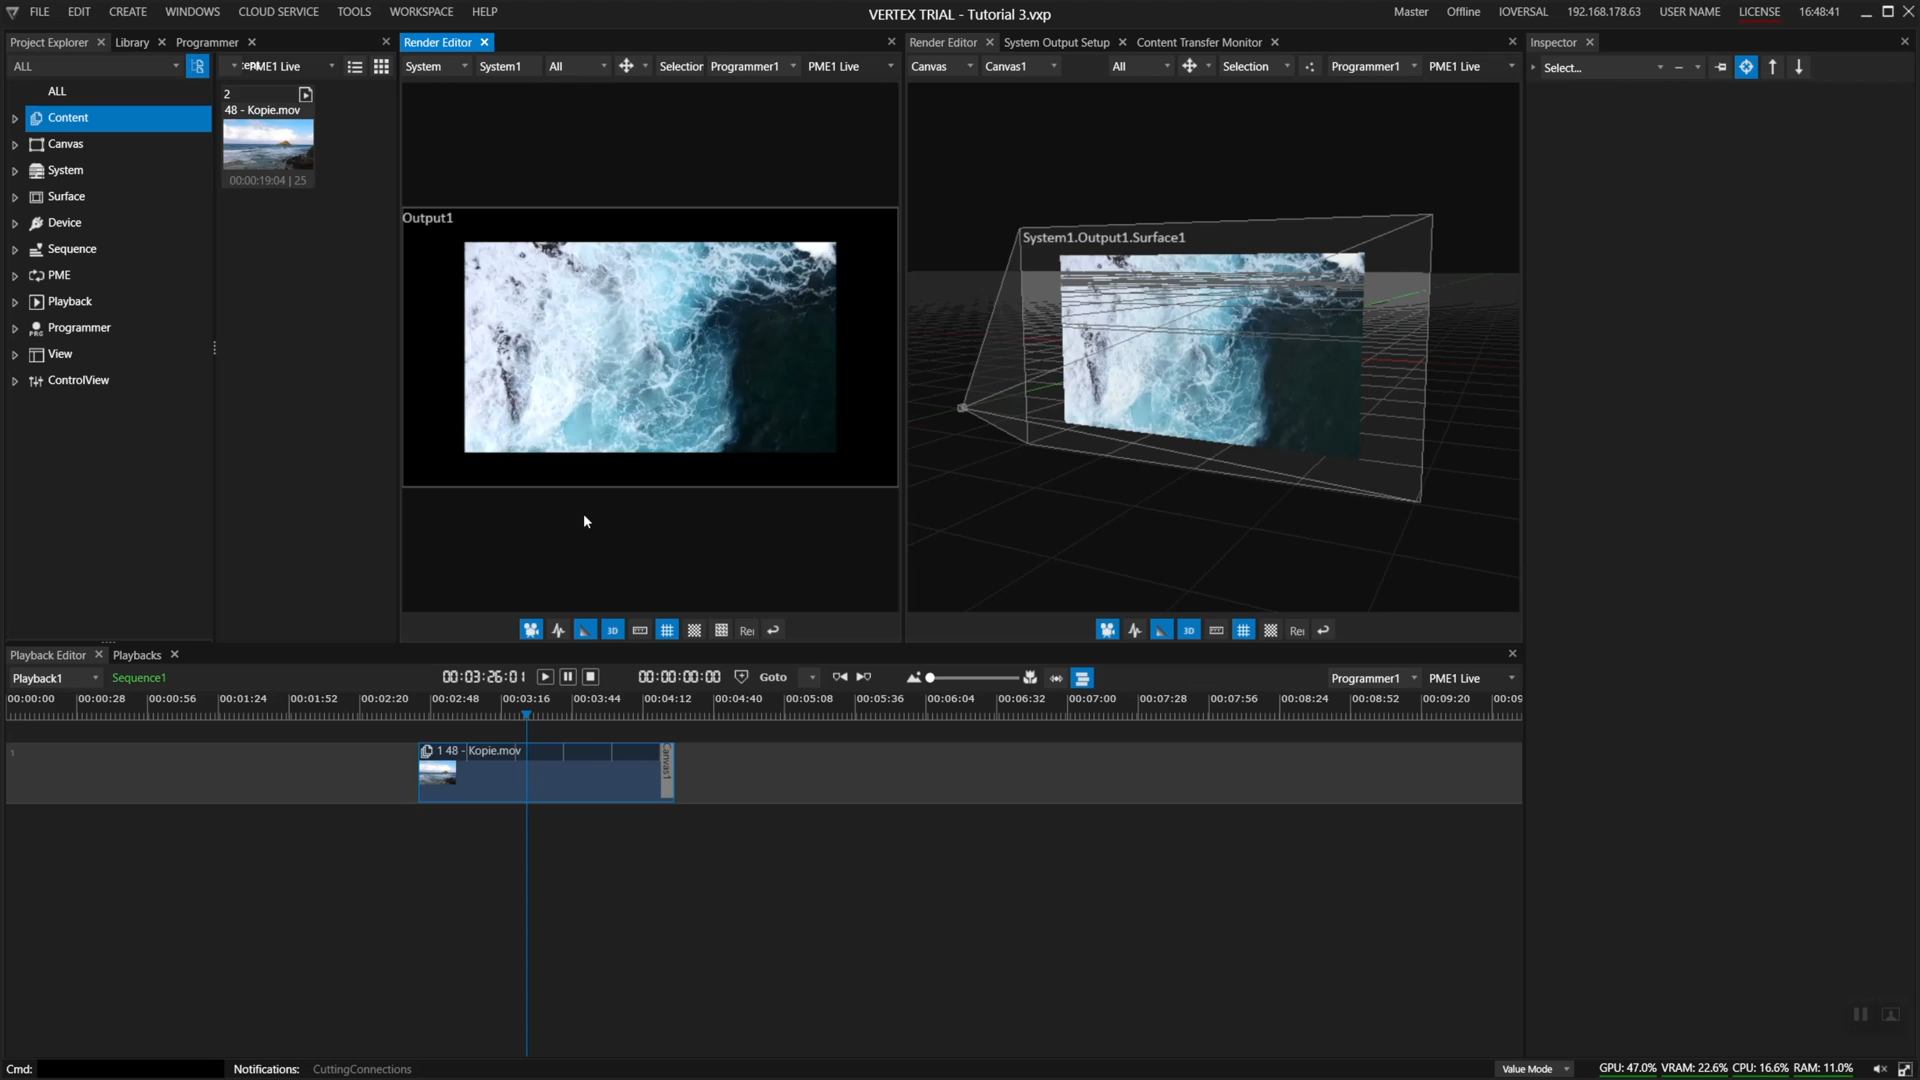 FILE EDIT CREATE WINDOWS CLOUD SERVICE TOOLS WORKSPACE HELP
VERTEX TRIAL - Tutorial 3.vxp
Master Offline IOVERSAL 192.168.178.63 USER NAME LICENSE 16:48:41
Project Explorer Library Programmer
Render Editor
Render Editor System Output Setup Content Transfer Monitor
Inspector
ALL
PME1 Live
System System1 All Selection Programmer1 PME1 Live
Canvas Canvas1 All Selection Programmer1 PME1 Live
Select...
ALL
Content
Canvas
System
Surface
Device
Sequence
PME
Playback
Programmer
View
ControlView
2
48 - Kopie.mov
00:00:19:04 | 25
Output1
System1.Output1.Surface1
3D Rei
3D Rei
Playback Editor Playbacks
Playback1 Sequence1 00:03:26:01 00:00:00:00 Goto Programmer1 PME1 Live
00:00:00 00:00:28 00:00:56 00:01:24 00:01:52 00:02:20 00:02:48 00:03:16 00:03:44 00:04:12 00:04:40 00:05:08 00:05:36 00:06:04 00:06:32 00:07:00 00:07:28 00:07:56 00:08:24 00:08:52 00:09:20 00:09
1
1 48 - Kopie.mov
Canvas1
Cmd: Notifications: CuttingConnections
Value Mode GPU: 47.0% VRAM: 22.6% CPU: 16.6% RAM: 11.0%